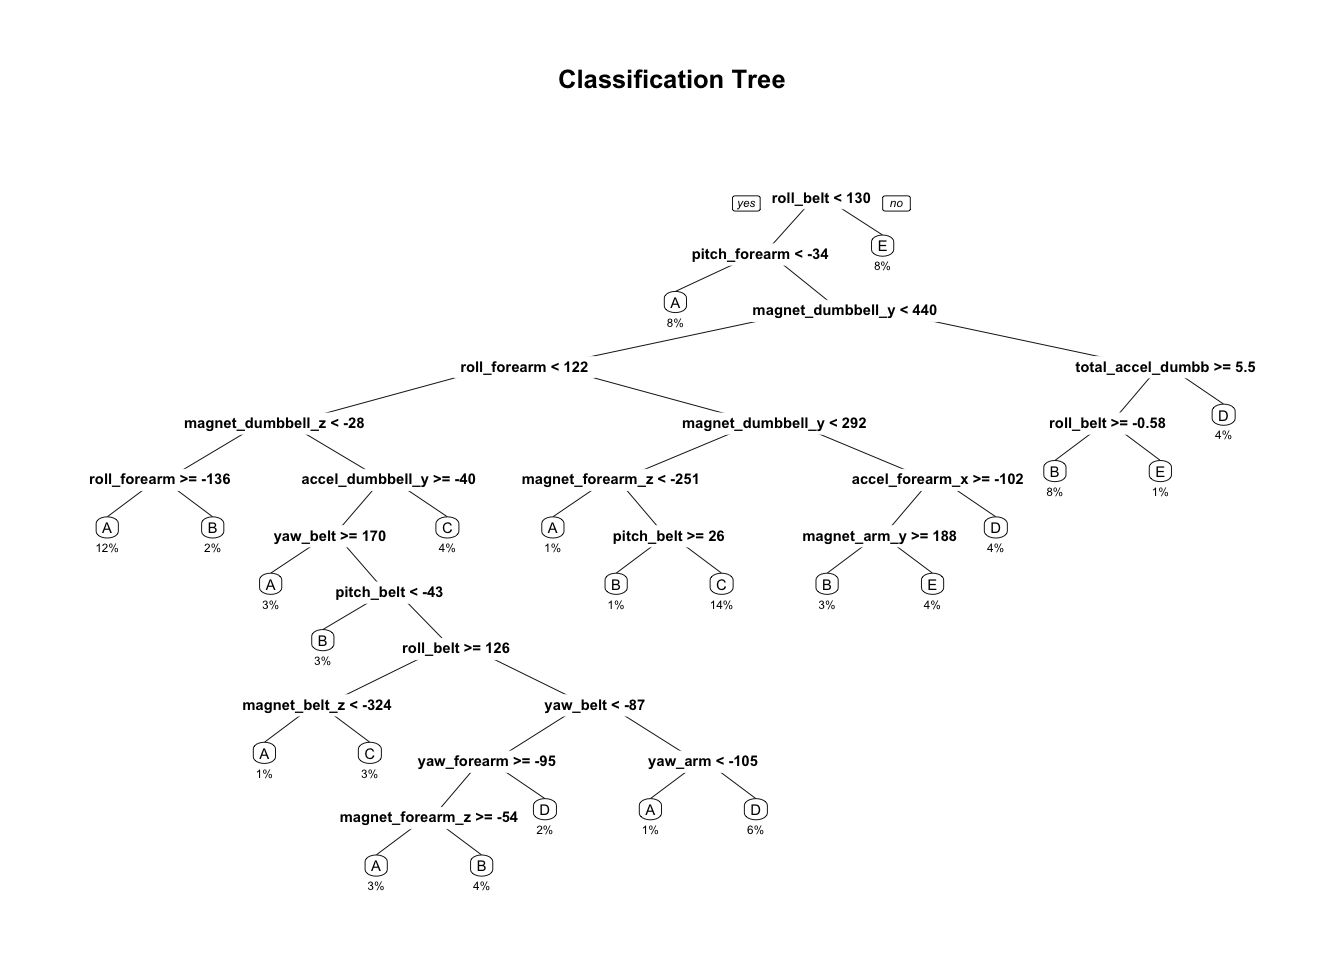 Classification Tree
yes roll_belt < 130 no
E
8%
pitch_forearm < -34
A
8%
magnet_dumbbell_y < 440
roll_forearm < 122
total_accel_dumbb >= 5.5
magnet_dumbbell_z < -28
magnet_dumbbell_y < 292
roll_belt >= -0.58
D
4%
roll_forearm >= -136
accel_dumbbell_y >= -40
magnet_forearm_z < -251
accel_forearm_x >= -102
B
8%
E
1%
A
12%
B
2%
yaw_belt >= 170
C
4%
A
1%
pitch_belt >= 26
magnet_arm_y >= 188
D
4%
A
3%
pitch_belt < -43
B
1%
C
14%
B
3%
E
4%
B
3%
roll_belt >= 126
magnet_belt_z < -324
yaw_belt < -87
A
1%
C
3%
yaw_forearm >= -95
yaw_arm < -105
magnet_forearm_z >= -54
D
2%
A
1%
D
6%
A
3%
B
4%